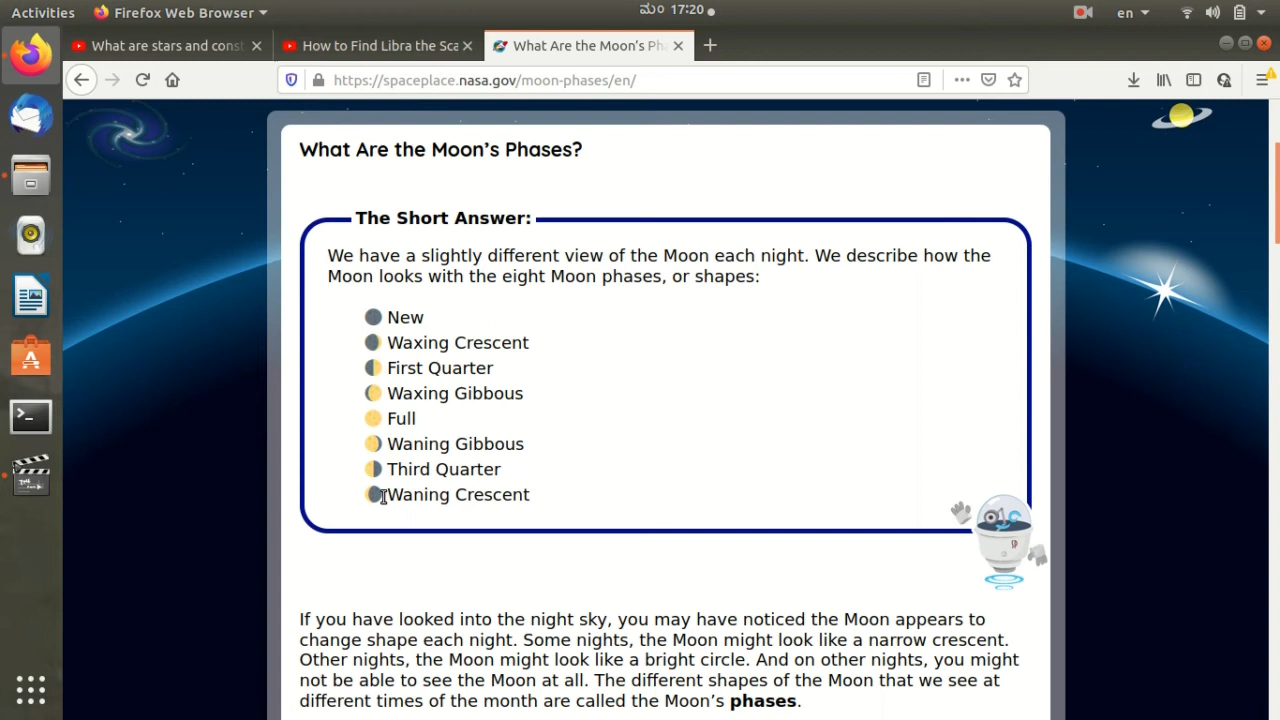 Activities
Firefox Web Browser
ಮಂ 17:20
en
What are stars and const
How to Find Libra the Sca
What Are the Moon's Pha
https://spaceplace.nasa.gov/moon-phases/en/
What Are the Moon's Phases?
The Short Answer:
We have a slightly different view of the Moon each night. We describe how the
Moon looks with the eight Moon phases, or shapes:
New
Waxing Crescent
First Quarter
Waxing Gibbous
Full
Waning Gibbous
Third Quarter
Waning Crescent
If you have looked into the night sky, you may have noticed the Moon appears to
change shape each night. Some nights, the Moon might look like a narrow crescent.
Other nights, the Moon might look like a bright circle. And on other nights, you might
not be able to see the Moon at all. The different shapes of the Moon that we see at
different times of the month are called the Moon's phases.